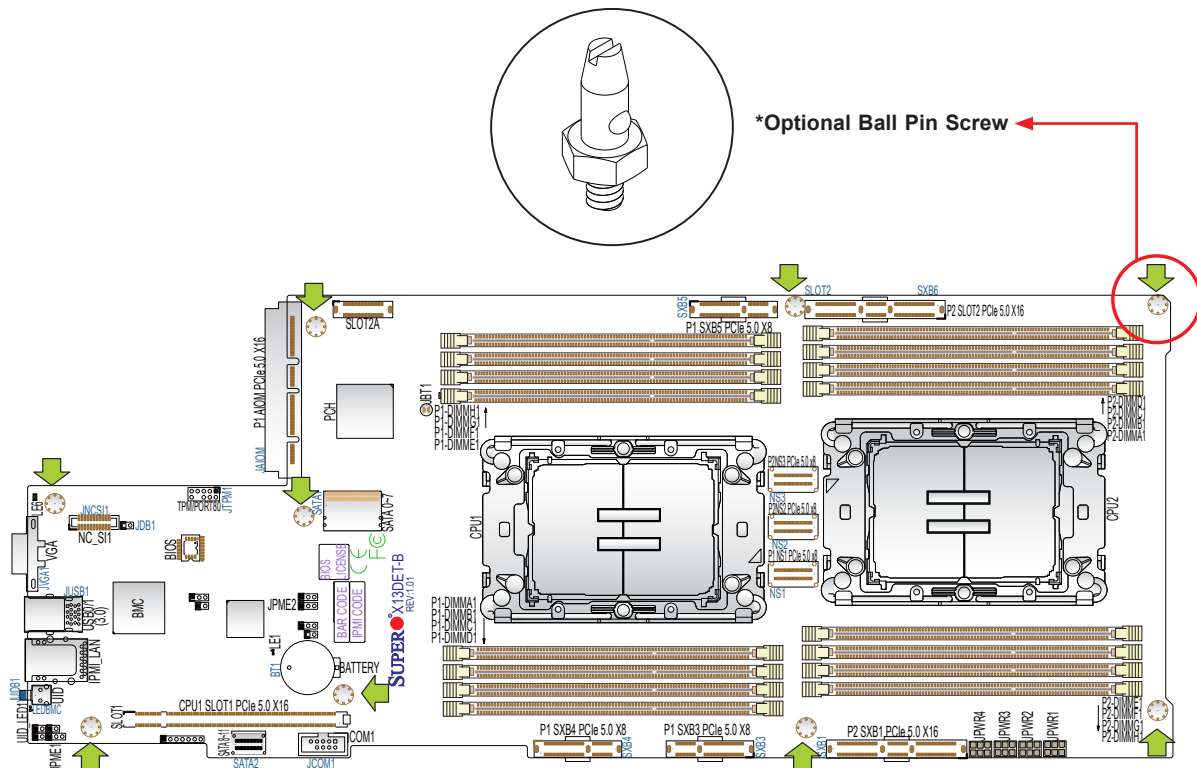 *Optional Ball Pin Screw
SLOT2A
SXB5
P1 SXB5 PCIe 5.0 X8
SLOT2
SXB6
P2 SLOT2 PCIe 5.0 X16
P1 AIOM PCIe 5.0 X16
JAIOM
PCH
JBT1
P1-DIMMH1
P1-DIMMG1
P1-DIMMF1
P1-DIMME1
P2-DIMMB1
P2-DIMMA1
CPU1
CPU2
P2NS3 PCIe 5.0 x8
NS3
P2NS2 PCIe 5.0 x8
NS2
P1 NS1 PCIe 5.0 x8
NS1
LE6
JNCSI1
NC_SI1
JDB1
TPM/PORT80
JTPM1
SATA1
SATA 0~7
VGA
JVGA1
BIOS
BIOS
LICENSE
CE
FC
JUSB1
USB0/1
(3.0)
BMC
JPME2
BAR CODE
IPMI CODE
SUPER X13DET-B
REV:1.01
P1-DIMMA1
P1-DIMMB1
P1-DIMMC1
P1-DIMMD1
IPMI_LAN
LE1
BT1
BATTERY
JUIDB1
UID
LEDBMC
UID_LED1
JPME1
SLOT1
CPU1 SLOT1 PCIe 5.0 X16
SATA2
COM1
JCOM1
P1 SXB4 PCIe 5.0 X8
SXB4
P1 SXB3 PCIe 5.0 X8
SXB3
SXB1
P2 SXB1 PCIe 5.0 X16
JPWR4
JPWR3
JPWR2
JPWR1
P2-DIMME1
P2-DIMMF1
P2-DIMMG1
P2-DIMMH1